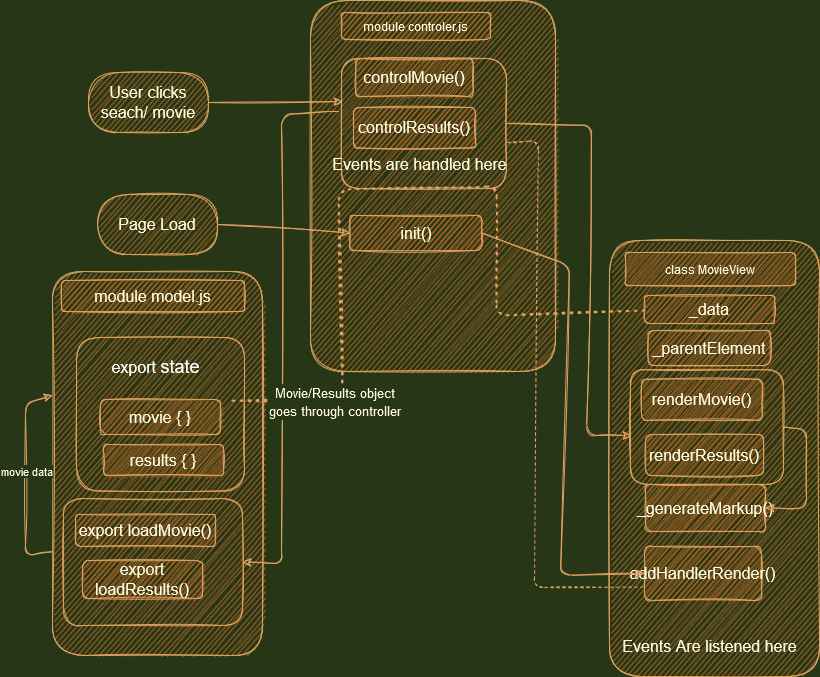 module controler.js
controlMovie()
controlResults()
Events are handled here
init()
User clicks
seach/ movie
Page Load
module model.js
export state
movie { }
results { }
export loadMovie()
export
loadResults()
movie data
Movie/Results object
goes through controller
class MovieView
_data
_parentElement
renderMovie()
renderResults()
_generateMarkup()
addHandlerRender()
Events Are listened here